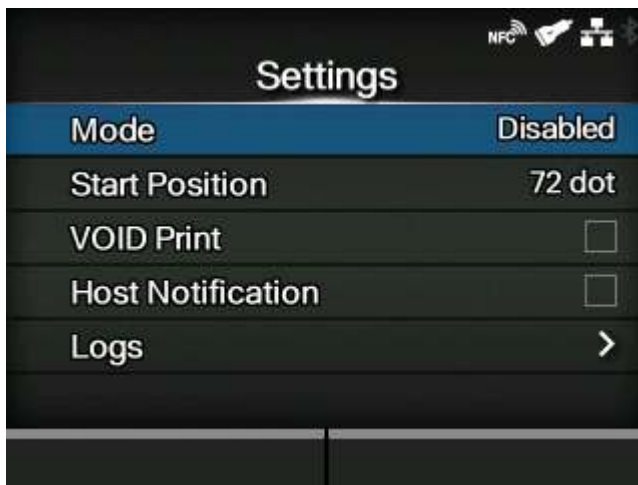 NFC
Settings
Mode Disabled
Start Position 72 dot
VOID Print
Host Notification
Logs